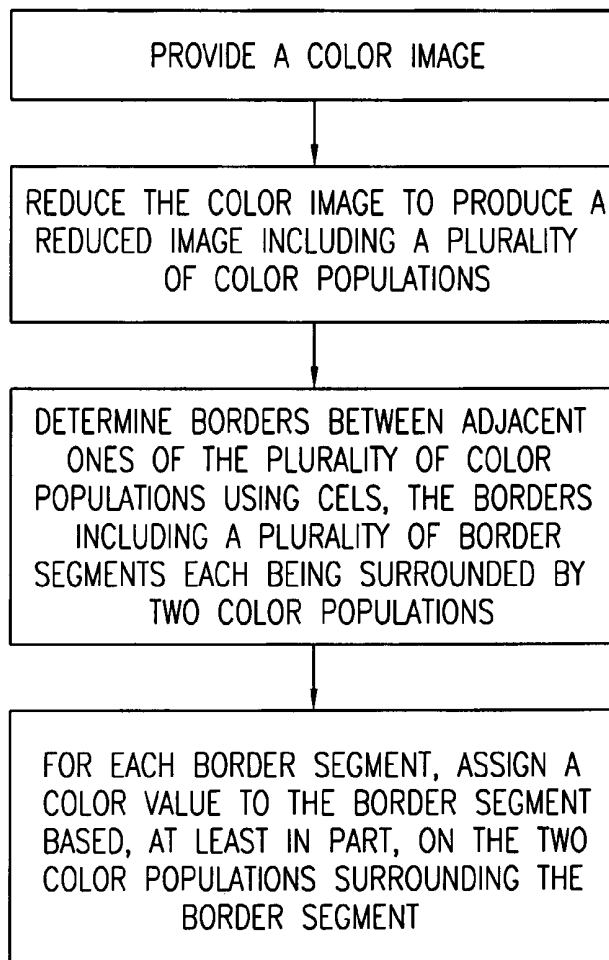 PROVIDE A COLOR IMAGE
REDUCE THE COLOR IMAGE TO PRODUCE A
REDUCED IMAGE INCLUDING A PLURALITY
OF COLOR POPULATIONS
DETERMINE BORDERS BETWEEN ADJACENT
ONES OF THE PLURALITY OF COLOR
POPULATIONS USING CELS, THE BORDERS
INCLUDING A PLURALITY OF BORDER
SEGMENTS EACH BEING SURROUNDED BY
TWO COLOR POPULATIONS
FOR EACH BORDER SEGMENT, ASSIGN A
COLOR VALUE TO THE BORDER SEGMENT
BASED, AT LEAST IN PART, ON THE TWO
COLOR POPULATIONS SURROUNDING THE
BORDER SEGMENT